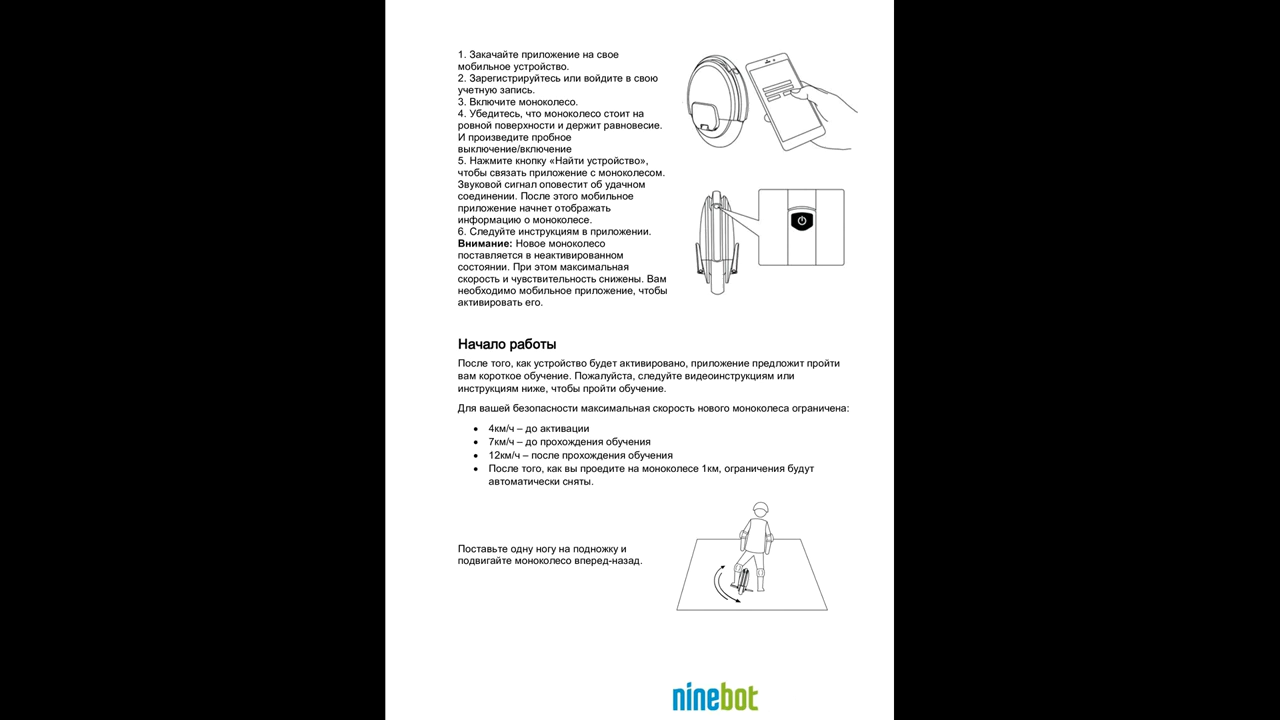 1. Закачайте приложение на свое
мобильное устройство.
2. Зарегистрируйтесь или войдите в свою
учетную запись.
3. Включите моноколесо.
4. Убедитесь, что моноколесо стоит на
ровной поверхности и держит равновесие.
И произведите пробное
выключение/включение
5. Нажмите кнопку «Найти устройство»,
чтобы связать приложение с моноколесом.
Звуковой сигнал оповестит об удачном
соединении. После этого мобильное
приложение начнет отображать
информацию о моноколесе.
6. Следуйте инструкциям в приложении.
Внимание: Новое моноколесо
поставляется в неактивированном
состоянии. При этом максимальная
скорость и чувствительность снижены. Вам
необходимо мобильное приложение, чтобы
активировать его.
Начало работы
После того, как устройство будет активировано, приложение предложит пройти
вам короткое обучение. Пожалуйста, следуйте видеоинструкциям или
инструкциям ниже, чтобы пройти обучение.
Для вашей безопасности максимальная скорость нового моноколеса ограничена:
• 4км/ч – до активации
• 7км/ч – до прохождения обучения
• 12км/ч – после прохождения обучения
• После того, как вы проедите на моноколесе 1км, ограничения будут
автоматически сняты.
Поставьте одну ногу на подножку и
подвигайте моноколесо вперед-назад.
ninebot